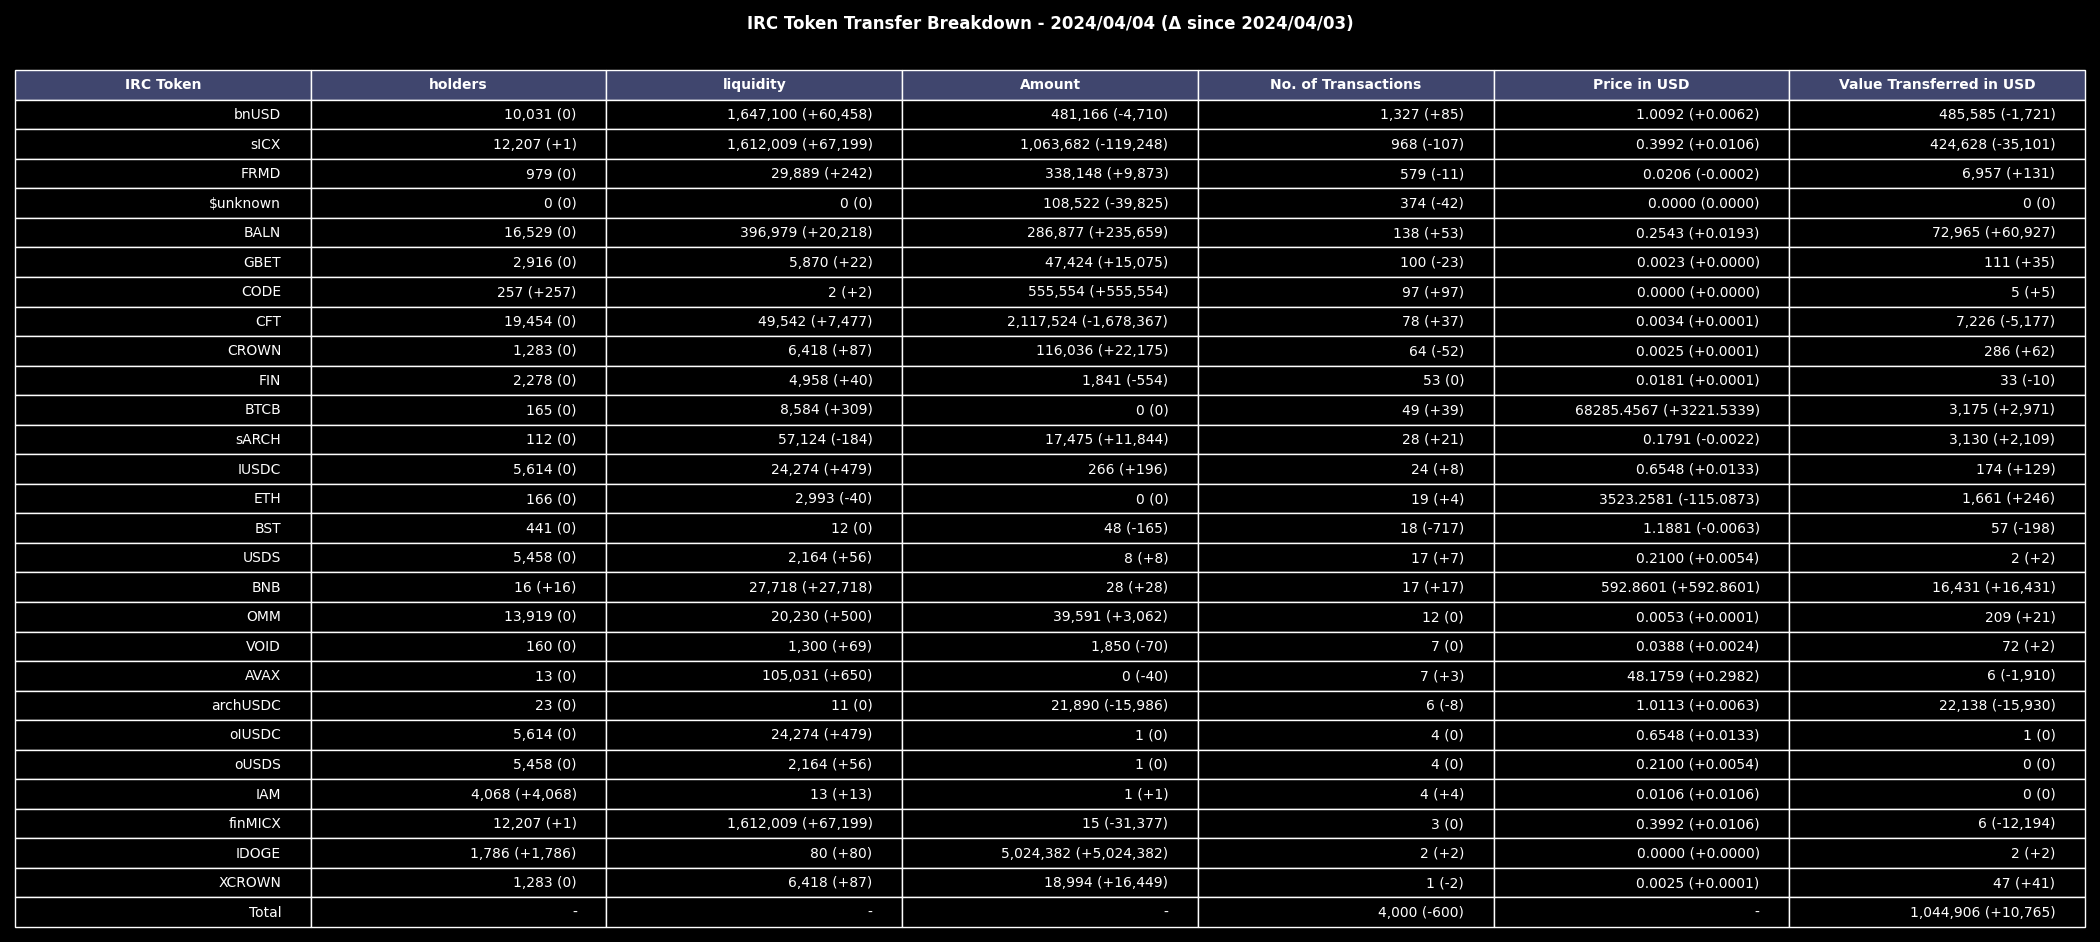 IRC Token Transfer Breakdown - 2024/04/04 (Δ since 2024/04/03)
IRC Token holders liquidity Amount No. of Transactions Price in USD Value Transferred in USD
bnUSD 10,031 (0) 1,647,100 (+60,458) 481,166 (-4,710) 1,327 (+85) 1.0092 (+0.0062) 485,585 (-1,721)
sICX 12,207 (+1) 1,612,009 (+67,199) 1,063,682 (-119,248) 968 (-107) 0.3992 (+0.0106) 424,628 (-35,101)
FRMD 979 (0) 29,889 (+242) 338,148 (+9,873) 579 (-11) 0.0206 (-0.0002) 6,957 (+131)
$unknown 0 (0) 0 (0) 108,522 (-39,825) 374 (-42) 0.0000 (0.0000) 0 (0)
BALN 16,529 (0) 396,979 (+20,218) 286,877 (+235,659) 138 (+53) 0.2543 (+0.0193) 72,965 (+60,927)
GBET 2,916 (0) 5,870 (+22) 47,424 (+15,075) 100 (-23) 0.0023 (+0.0000) 111 (+35)
CODE 257 (+257) 2 (+2) 555,554 (+555,554) 97 (+97) 0.0000 (+0.0000) 5 (+5)
CFT 19,454 (0) 49,542 (+7,477) 2,117,524 (-1,678,367) 78 (+37) 0.0034 (+0.0001) 7,226 (-5,177)
CROWN 1,283 (0) 6,418 (+87) 116,036 (+22,175) 64 (-52) 0.0025 (+0.0001) 286 (+62)
FIN 2,278 (0) 4,958 (+40) 1,841 (-554) 53 (0) 0.0181 (+0.0001) 33 (-10)
BTCB 165 (0) 8,584 (+309) 0 (0) 49 (+39) 68285.4567 (+3221.5339) 3,175 (+2,971)
sARCH 112 (0) 57,124 (-184) 17,475 (+11,844) 28 (+21) 0.1791 (-0.0022) 3,130 (+2,109)
IUSDC 5,614 (0) 24,274 (+479) 266 (+196) 24 (+8) 0.6548 (+0.0133) 174 (+129)
ETH 166 (0) 2,993 (-40) 0 (0) 19 (+4) 3523.2581 (-115.0873) 1,661 (+246)
BST 441 (0) 12 (0) 48 (-165) 18 (-717) 1.1881 (-0.0063) 57 (-198)
USDS 5,458 (0) 2,164 (+56) 8 (+8) 17 (+7) 0.2100 (+0.0054) 2 (+2)
BNB 16 (+16) 27,718 (+27,718) 28 (+28) 17 (+17) 592.8601 (+592.8601) 16,431 (+16,431)
OMM 13,919 (0) 20,230 (+500) 39,591 (+3,062) 12 (0) 0.0053 (+0.0001) 209 (+21)
VOID 160 (0) 1,300 (+69) 1,850 (-70) 7 (0) 0.0388 (+0.0024) 72 (+2)
AVAX 13 (0) 105,031 (+650) 0 (-40) 7 (+3) 48.1759 (+0.2982) 6 (-1,910)
archUSDC 23 (0) 11 (0) 21,890 (-15,986) 6 (-8) 1.0113 (+0.0063) 22,138 (-15,930)
oIUSDC 5,614 (0) 24,274 (+479) 1 (0) 4 (0) 0.6548 (+0.0133) 1 (0)
oUSDS 5,458 (0) 2,164 (+56) 1 (0) 4 (0) 0.2100 (+0.0054) 0 (0)
IAM 4,068 (+4,068) 13 (+13) 1 (+1) 4 (+4) 0.0106 (+0.0106) 0 (0)
finMICX 12,207 (+1) 1,612,009 (+67,199) 15 (-31,377) 3 (0) 0.3992 (+0.0106) 6 (-12,194)
IDOGE 1,786 (+1,786) 80 (+80) 5,024,382 (+5,024,382) 2 (+2) 0.0000 (+0.0000) 2 (+2)
XCROWN 1,283 (0) 6,418 (+87) 18,994 (+16,449) 1 (-2) 0.0025 (+0.0001) 47 (+41)
Total - - - 4,000 (-600) - 1,044,906 (+10,765)